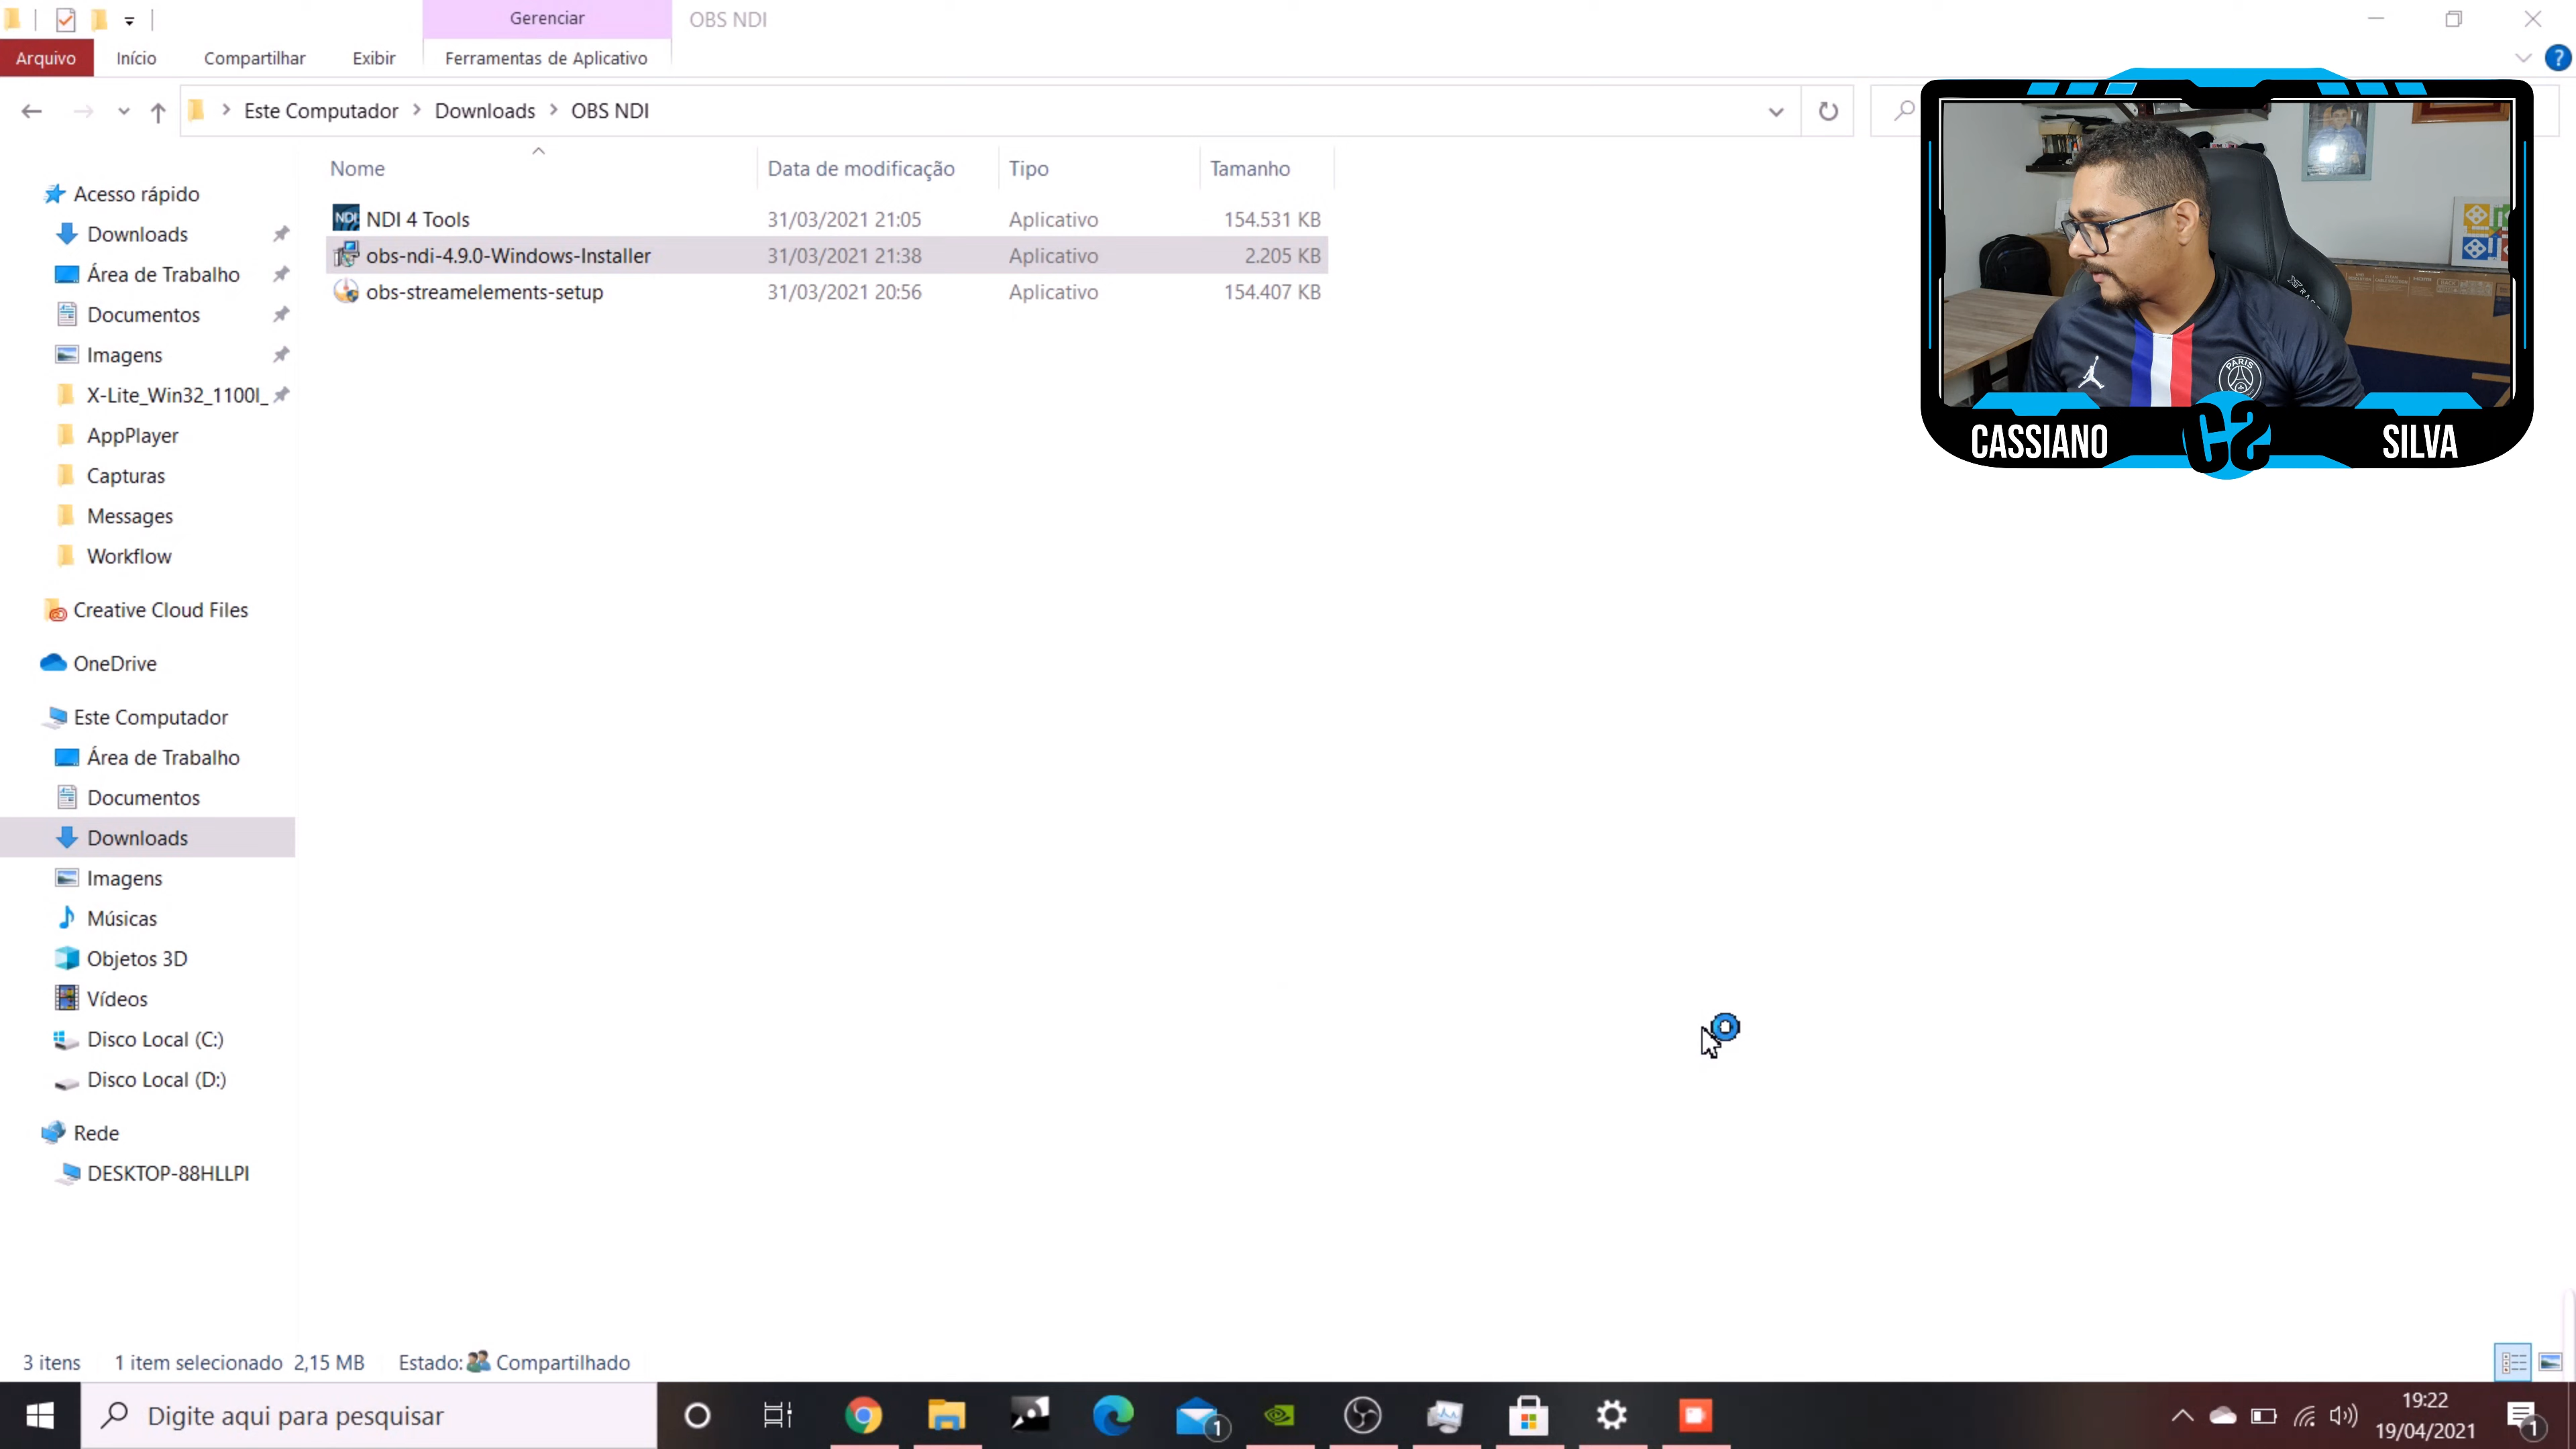 Gerenciar
OBS NDI
Arquivo
Início
Compartilhar
Exibir
Ferramentas de Aplicativo
Este Computador
Downloads
OBS NDI
Nome
Data de modificação
Tipo
Tamanho
NDI 4 Tools 31/03/2021 21:05 Aplicativo 154.531 KB
obs-ndi-4.9.0-Windows-Installer 31/03/2021 21:38 Aplicativo 2.205 KB
obs-streamelements-setup 31/03/2021 20:56 Aplicativo 154.407 KB
Acesso rápido
Downloads
Área de Trabalho
Documentos
Imagens
X-Lite_Win32_1100l_
AppPlayer
Capturas
Messages
Workflow
Creative Cloud Files
OneDrive
Este Computador
Área de Trabalho
Documentos
Downloads
Imagens
Músicas
Objetos 3D
Vídeos
Disco Local (C:)
Disco Local (D:)
Rede
DESKTOP-88HLLPI
PARIS
CASSIANO CS SILVA
3 itens 1 item selecionado 2,15 MB Estado: Compartilhado
Digite aqui para pesquisar
1
19:22
19/04/2021
1